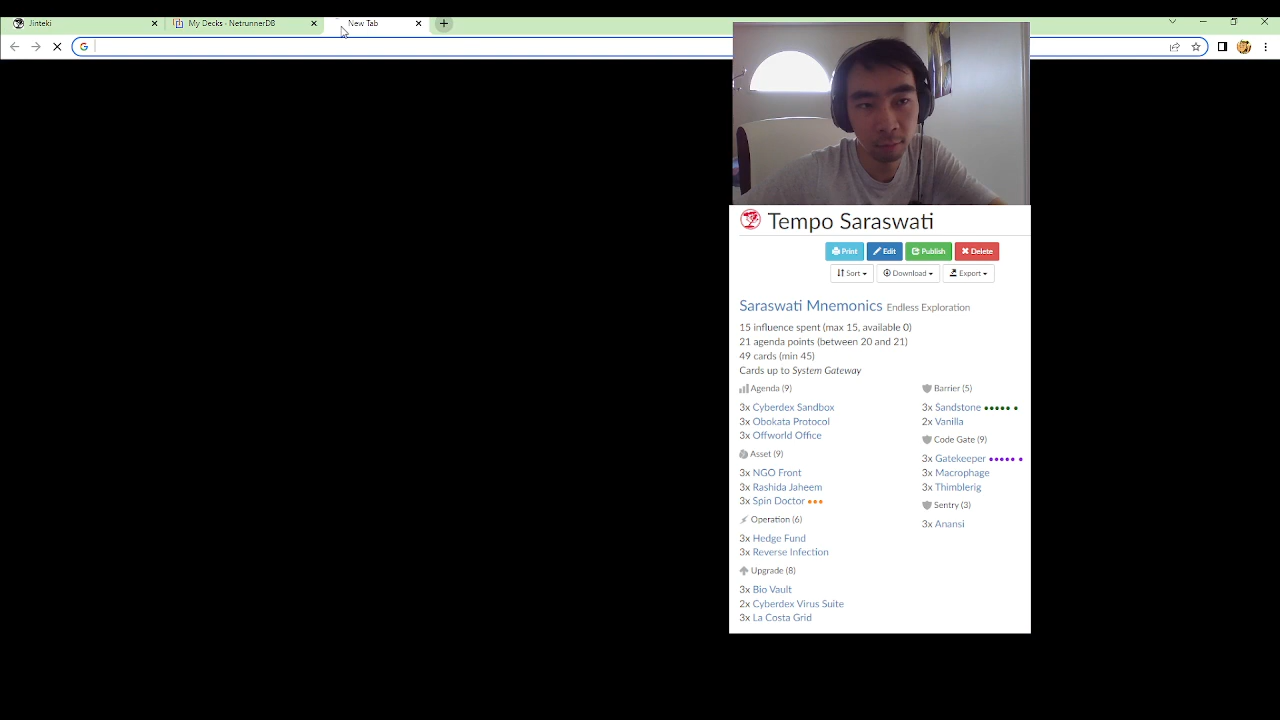 Jinteki
My Decks - NetrunnerDB
New Tab
Tempo Saraswati
Print
Edit
Publish
Delete
Sort
Download
Export
Saraswati Mnemonics Endless Exploration
15 influence spent (max 15, available 0)
21 agenda points (between 20 and 21)
49 cards (min 45)
Cards up to System Gateway
Agenda (9)
3x Cyberdex Sandbox
3x Obokata Protocol
3x Offworld Office
Asset (9)
3x NGO Front
3x Rashida Jaheem
3x Spin Doctor
Operation (6)
3x Hedge Fund
3x Reverse Infection
Upgrade (8)
3x Bio Vault
2x Cyberdex Virus Suite
3x La Costa Grid
Barrier (5)
3x Sandstone
2x Vanilla
Code Gate (9)
3x Gatekeeper
3x Macrophage
3x Thimblerig
Sentry (3)
3x Anansi